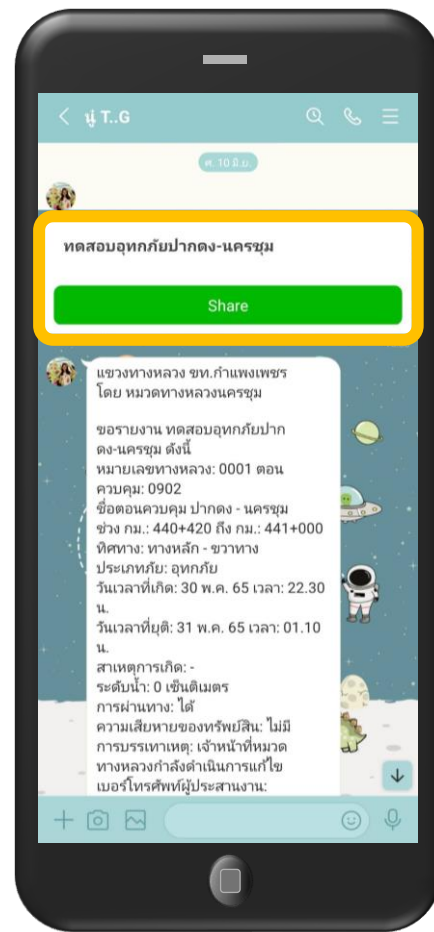 นู๋ T..G
ศ. 10 มิ.ย.
ทดสอบอุทกภัยปากดง-นครชุม
Share
แขวงทางหลวง ขท.กำแพงเพชร
โดย หมวดทางหลวงนครชุม
ขอรายงาน ทดสอบอุทกภัยปาก
ดง-นครชุม ดังนี้
หมายเลขทางหลวง: 0001 ตอน
ควบคุม: 0902
ชื่อตอนควบคุม ปากดง - นครชุม
ช่วง กม.: 440+420 ถึง กม.: 441+000
ทิศทาง: ทางหลัก - ขวาทาง
ประเภทภัย: อุทกภัย
วันเวลาที่เกิด: 30 พ.ค. 65 เวลา: 22.30
น.
วันเวลาที่ยุติ: 31 พ.ค. 65 เวลา: 01.10
น.
สาเหตุการเกิด: -
ระดับน้ำ: 0 เซ็นติเมตร
การผ่านทาง: ได้
ความเสียหายของทรัพย์สิน: ไม่มี
การบรรเทาเหตุ: เจ้าหน้าที่หมวด
ทางหลวงกำลังดำเนินการแก้ไข
เบอร์โทรศัพท์ผู้ประสานงาน: